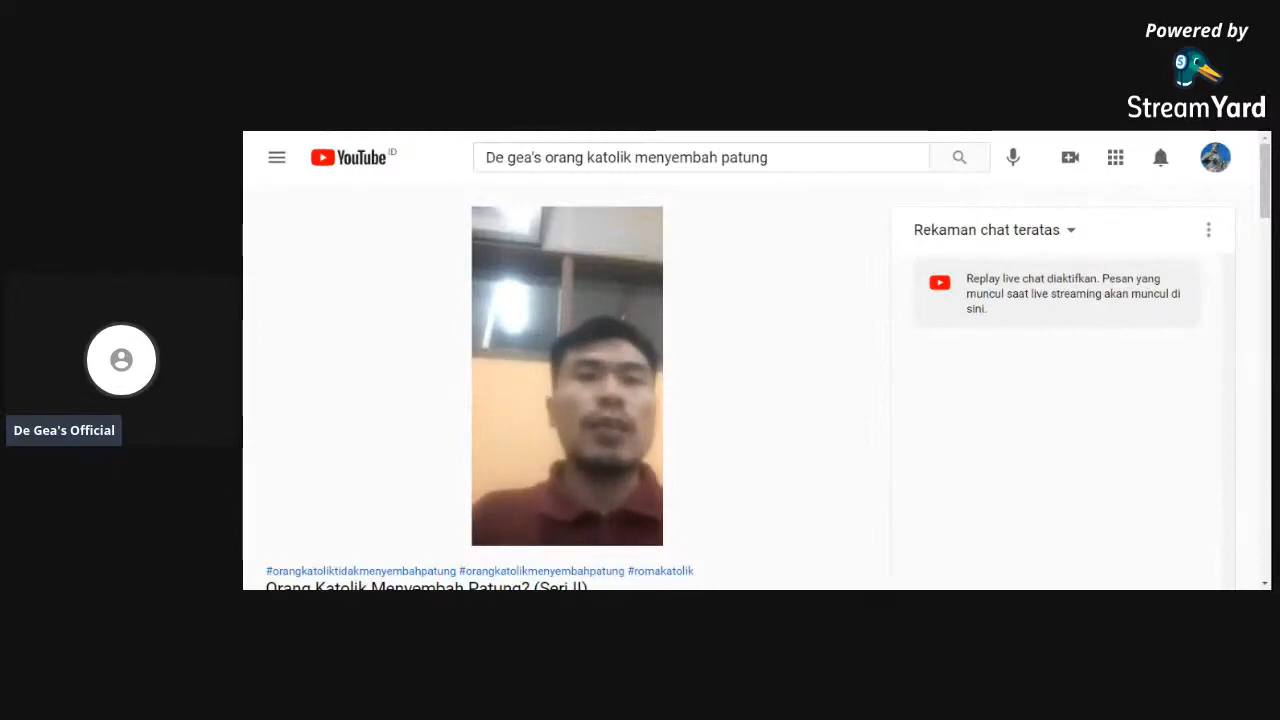 Powered by
StreamYard
YouTube ID
De gea's orang katolik menyembah patung
Rekaman chat teratas
Replay live chat diaktifkan. Pesan yang
muncul saat live streaming akan muncul di
sini.
De Gea's Official
#orangkatoliktidakmenyembahpatung #orangkatolikmenyembahpatung #romakatolik
Orang Katolik Menyembah Patung? (Seri II)